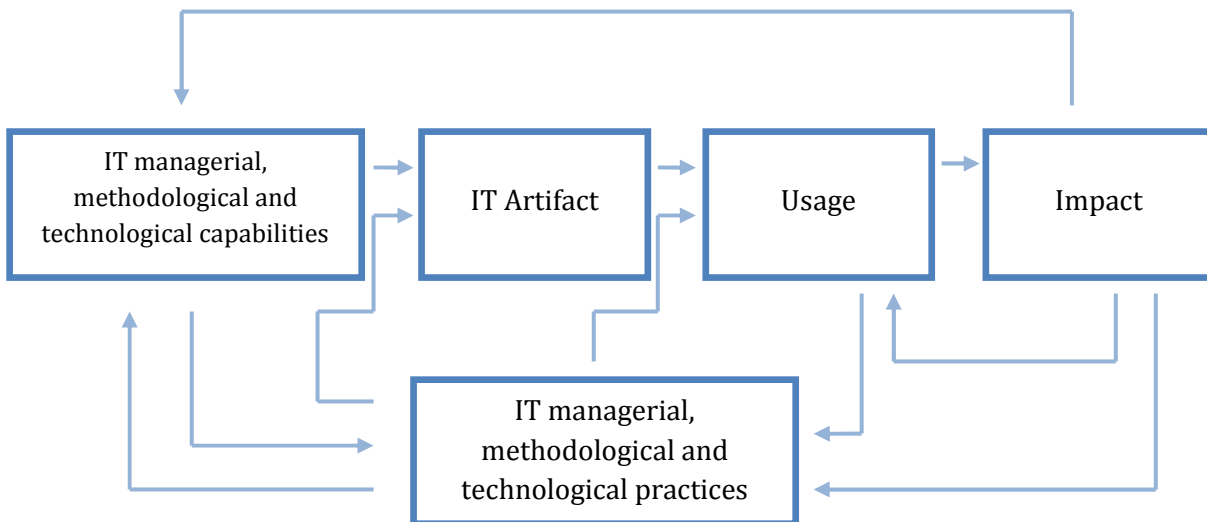 IT managerial,
methodological and
technological capabilities
IT Artifact
Usage
Impact
IT managerial,
methodological and
technological practices